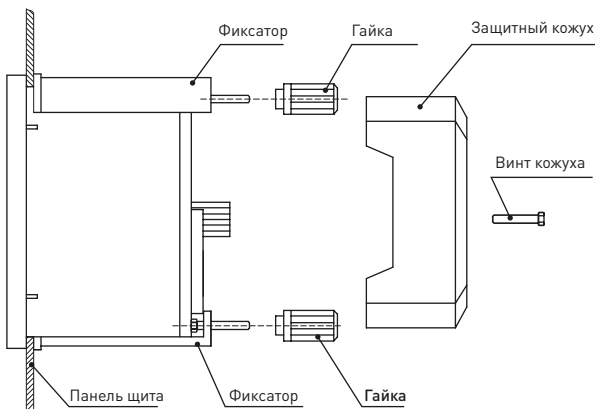 Фиксатор
Гайка
Защитный кожух
Винт кожуха
Панель щита
Фиксатор
Гайка